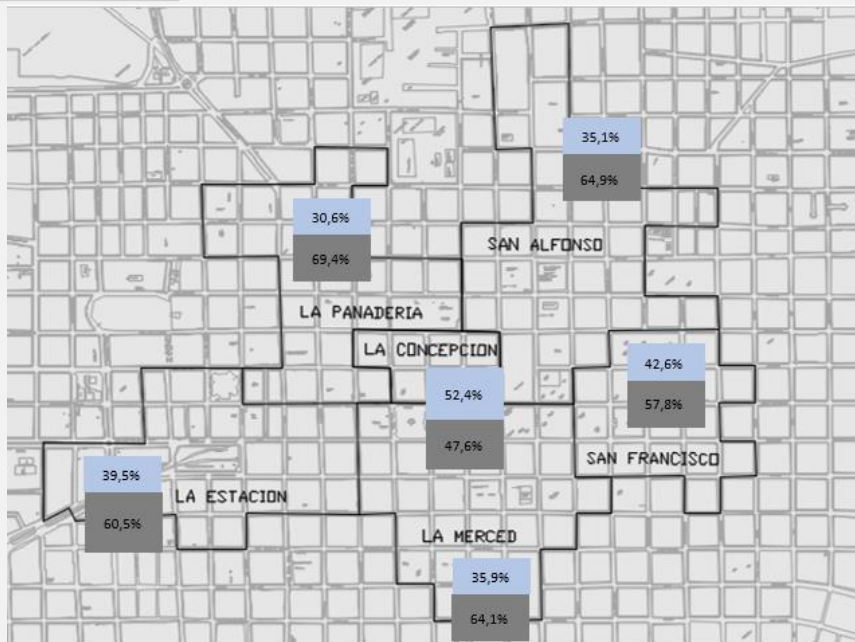 35,1%
64,9%
30,6%
69,4%
SAN ALFONSO
LA PANADERIA
LA CONCEPCION
42,6%
57,8%
52,4%
47,6%
SAN FRANCISCO
39,5%
60,5%
LA ESTACION
LA MERCED
35,9%
64,1%